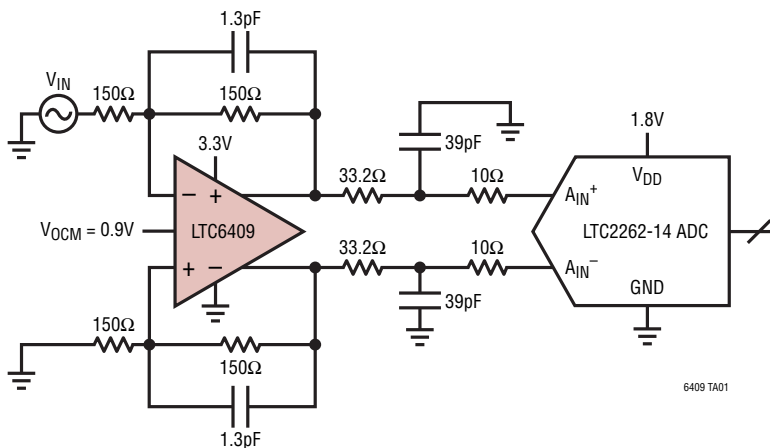 1.3pF
V_IN
150Ω
150Ω
39pF
1.8V
3.3V
33.2Ω
10Ω
V_DD
− +
A_IN^+
V_OCM = 0.9V
LTC6409
LTC2262-14 ADC
33.2Ω
10Ω
A_IN^−
+ −
GND
39pF
150Ω
150Ω
1.3pF
6409 TA01